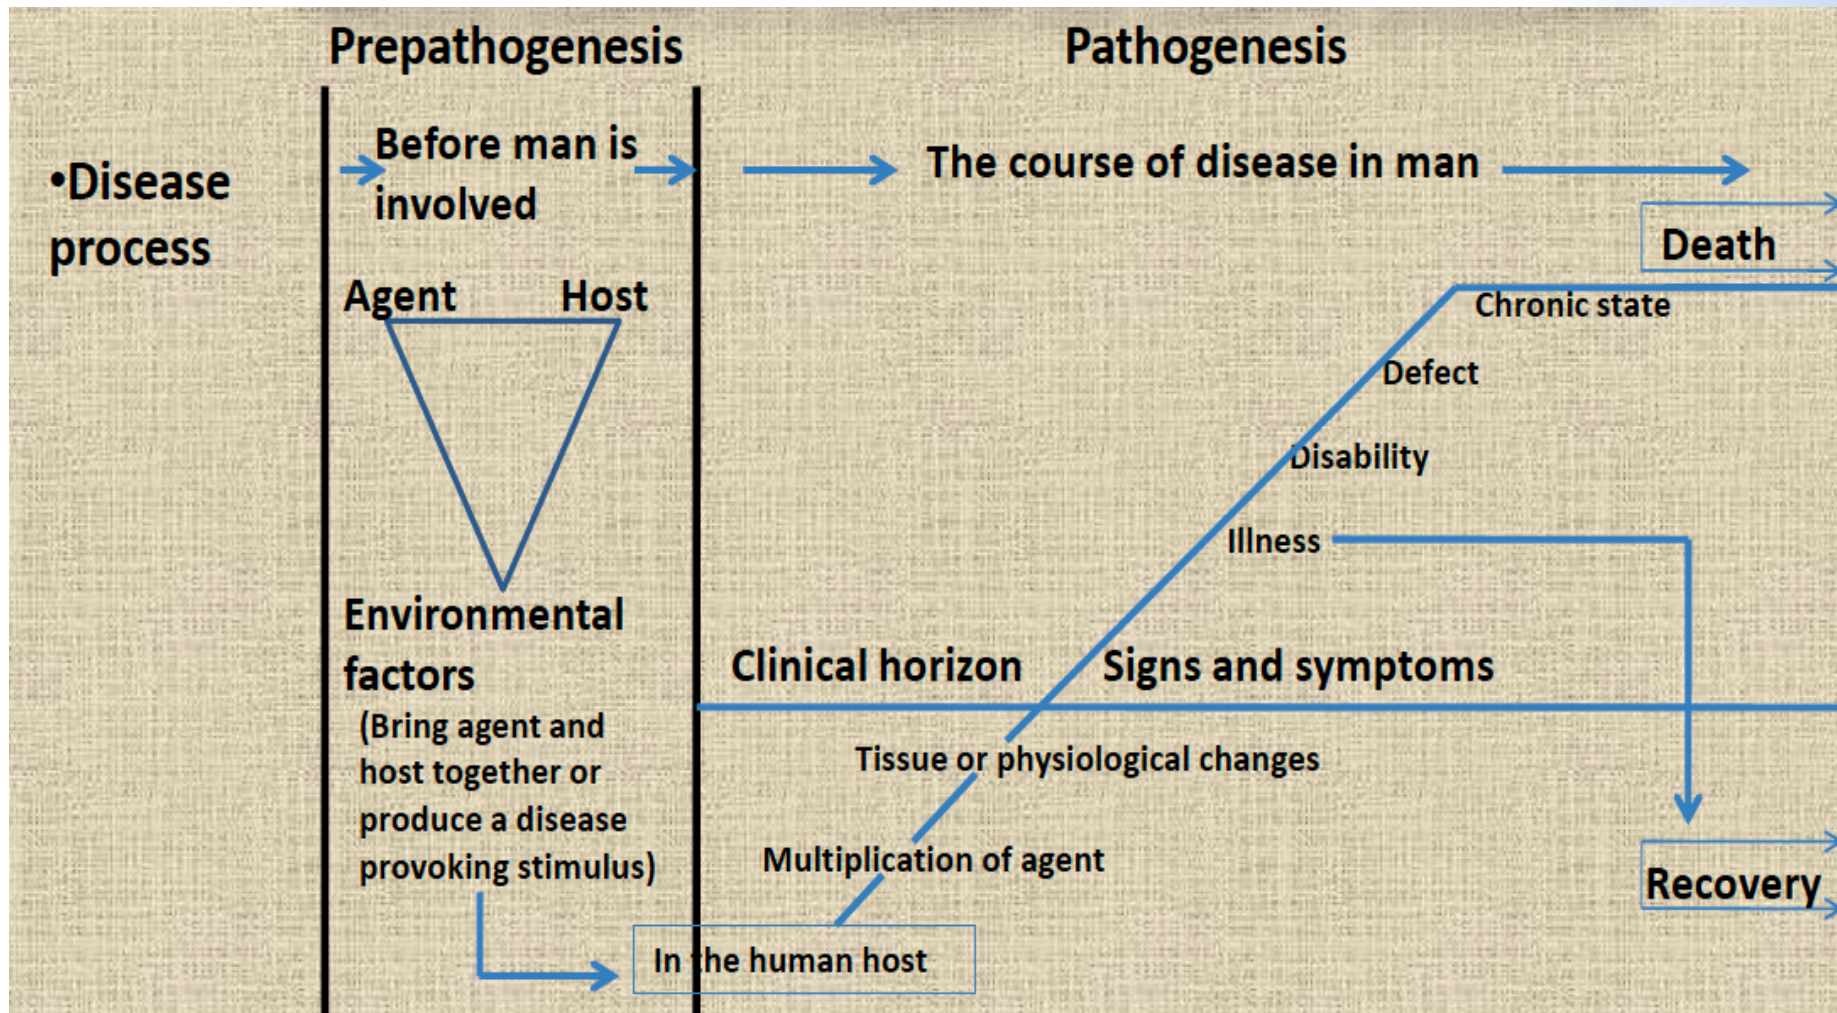 Prepathogenesis
Pathogenesis
•Disease
process
Before man is
involved
The course of disease in man
Death
Agent
Host
Chronic state
Defect
Disability
Illness
Environmental
factors
(Bring agent and
host together or
produce a disease
provoking stimulus)
Clinical horizon
Signs and symptoms
Tissue or physiological changes
Multiplication of agent
In the human host
Recovery